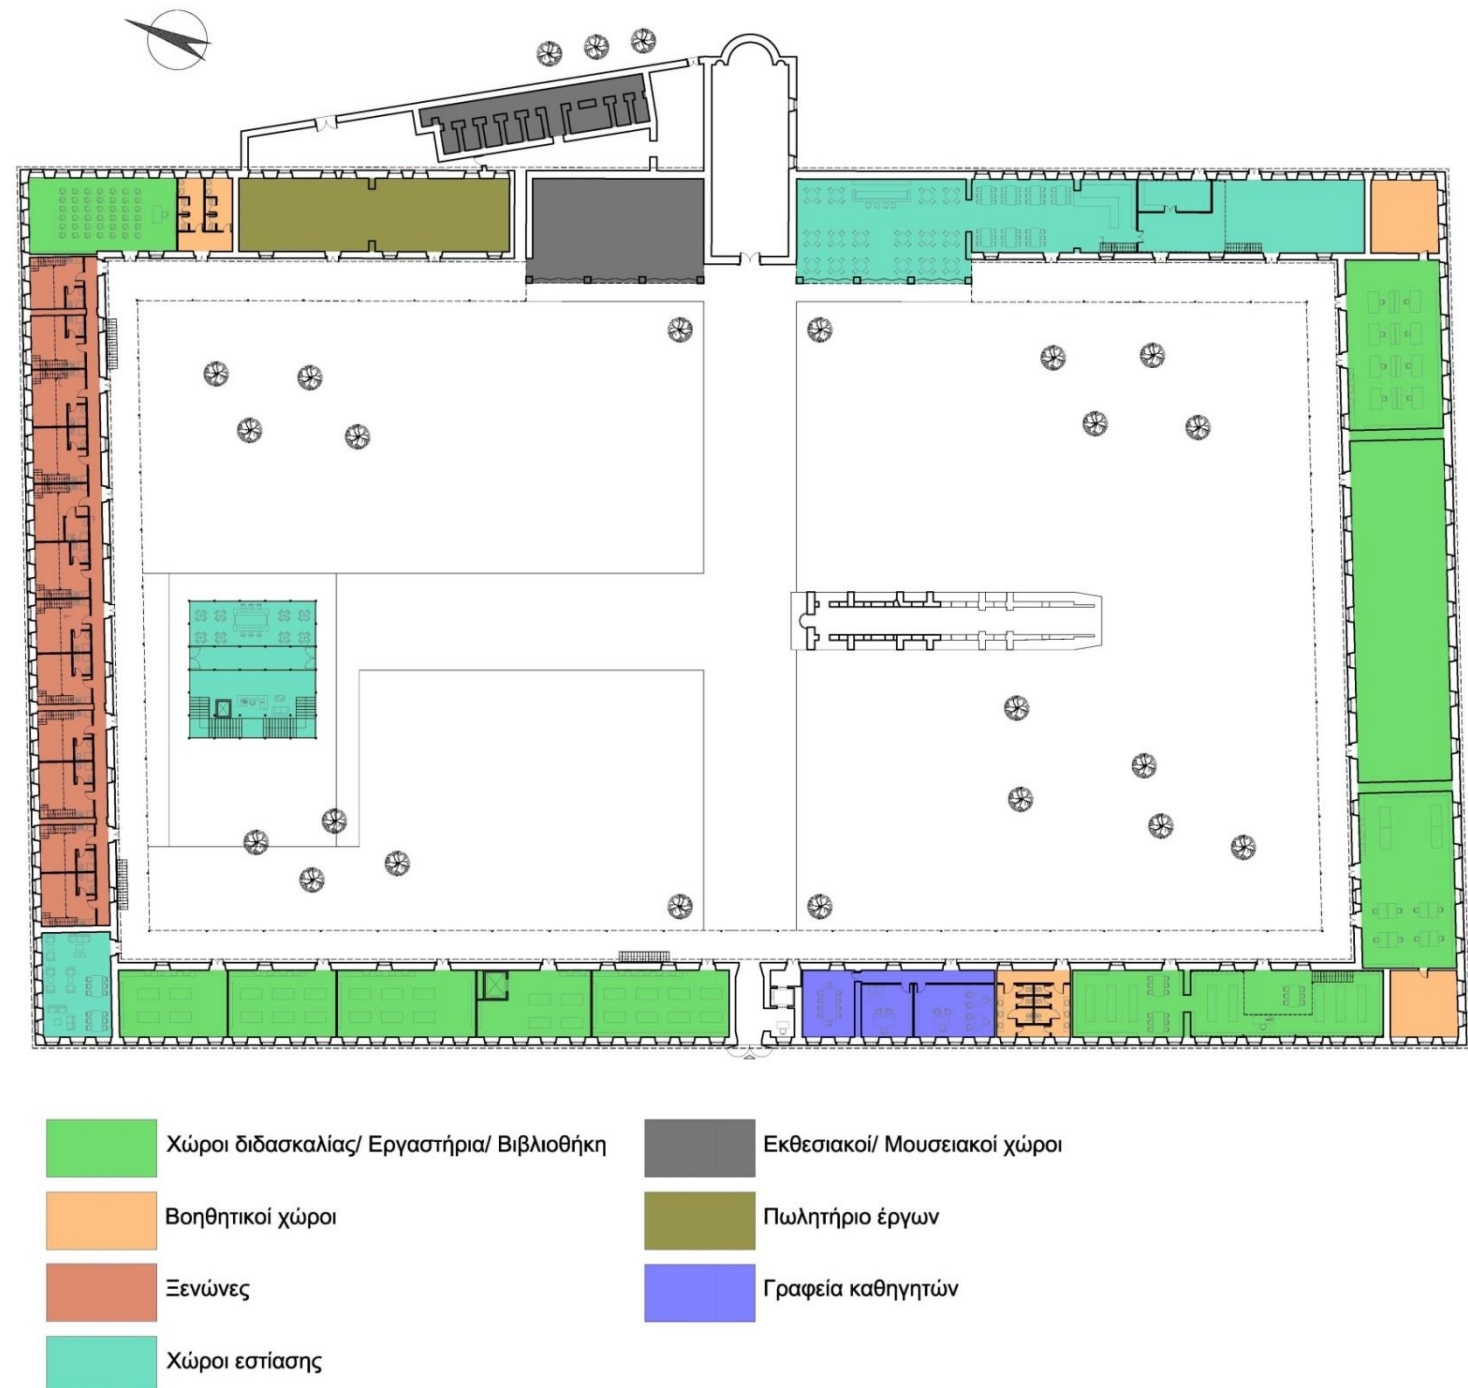 Χώροι διδασκαλίας/ Εργαστήρια/ Βιβλιοθήκη
Βοηθητικοί χώροι
Ξενώνες
Χώροι εστίασης
Εκθεσιακοί/ Μουσειακοί χώροι
Πωλητήριο έργων
Γραφεία καθηγητών